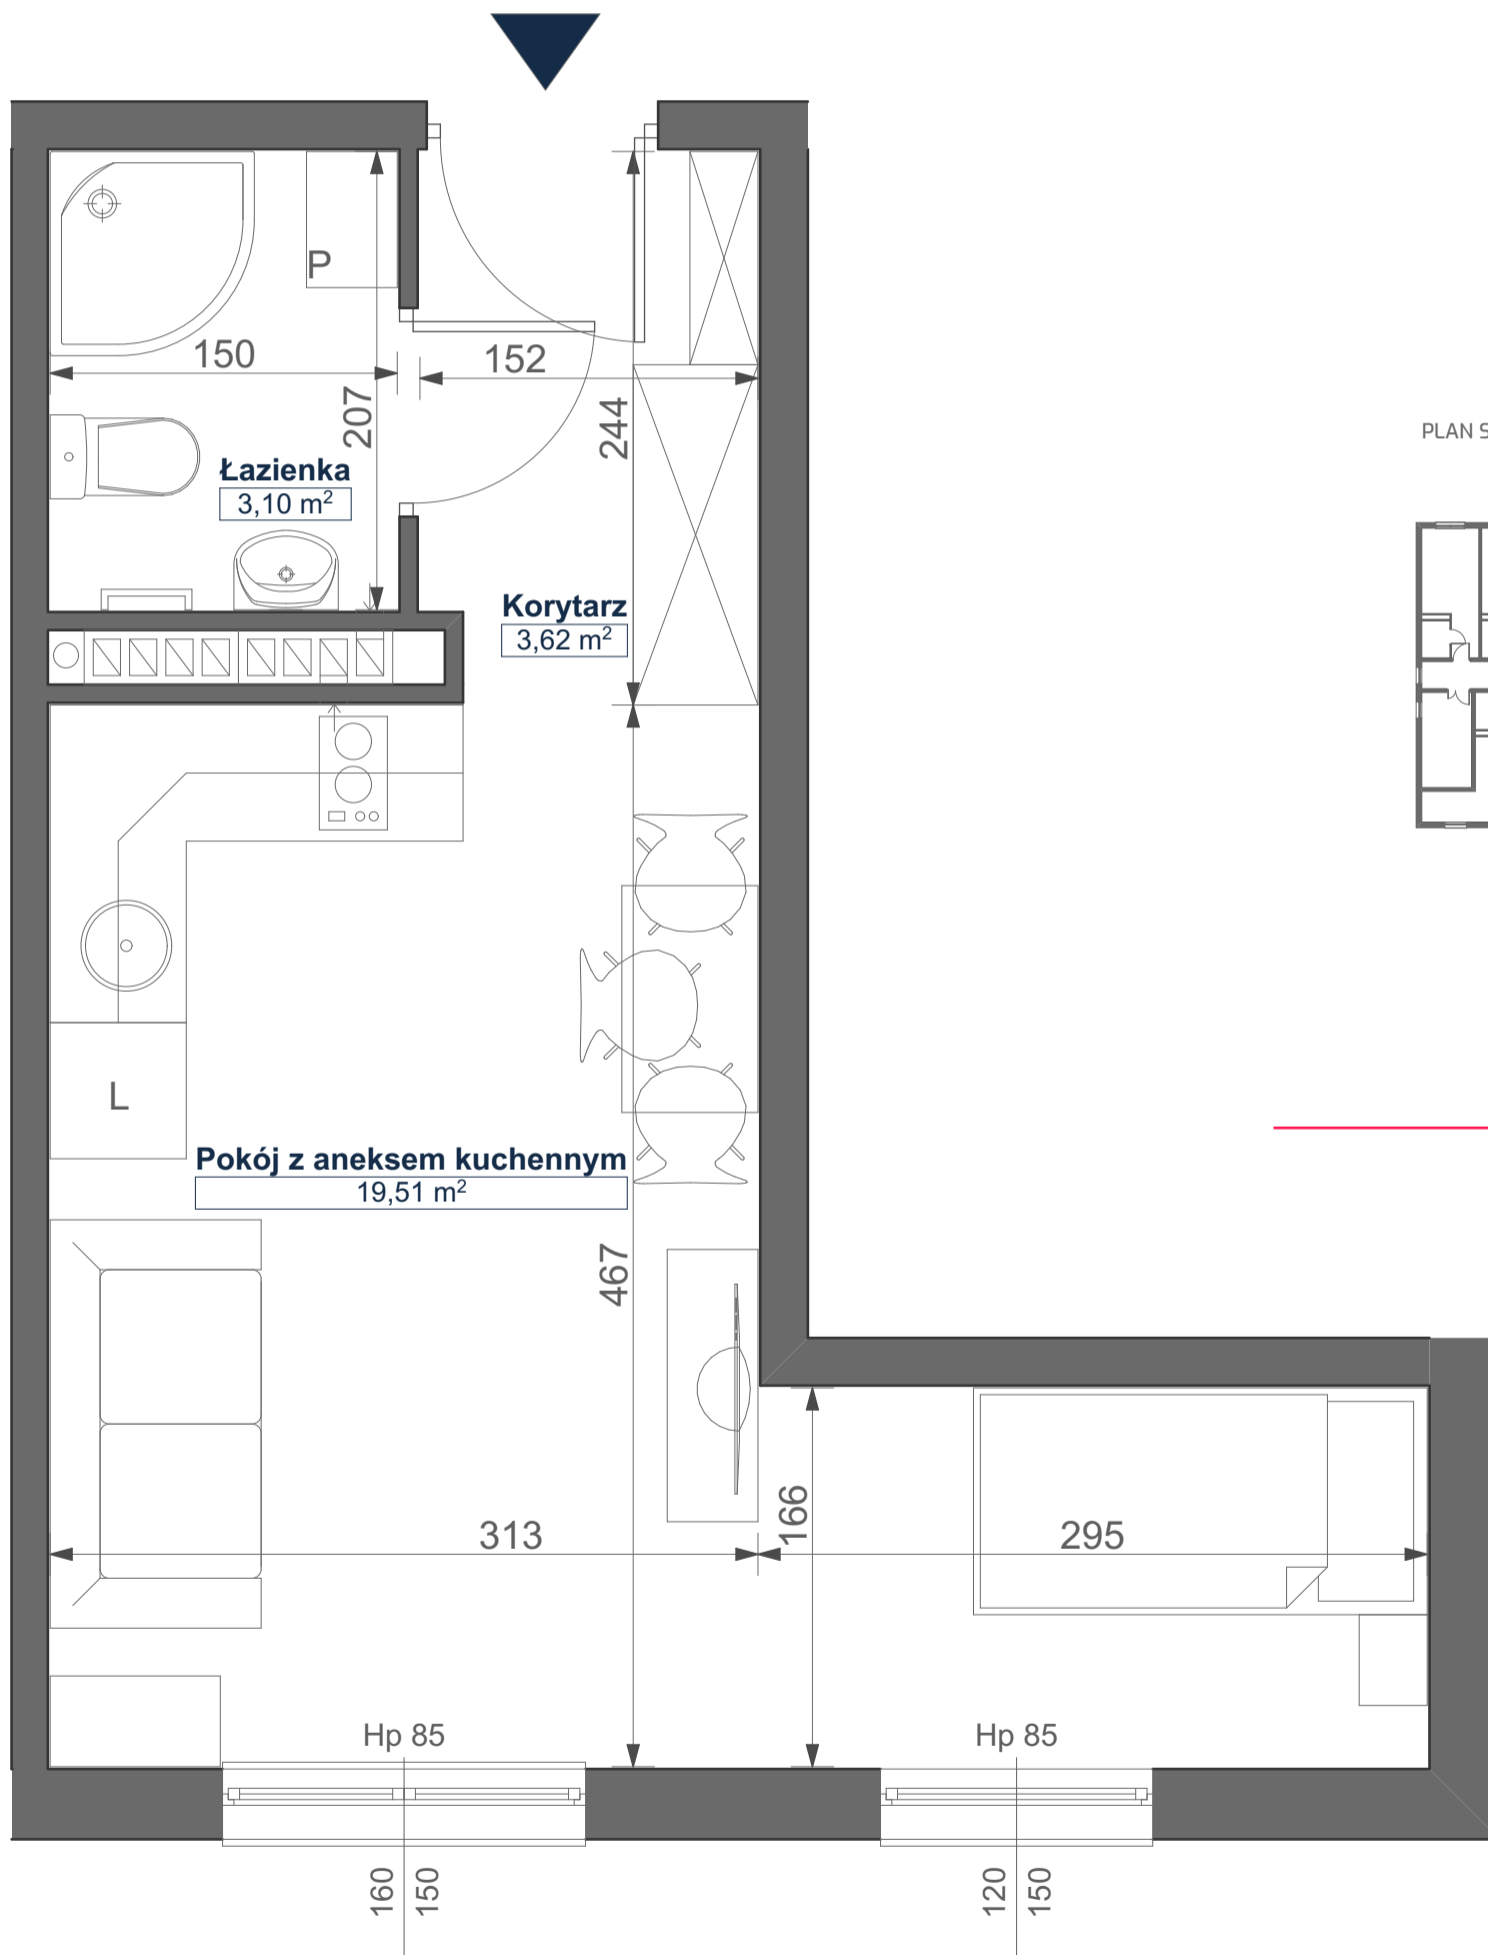 P
150
152
207
244
PLAN S
Łazienka
3,10 m²
Korytarz
3,62 m²
L
Pokój z aneksem kuchennym
19,51 m²
467
166
313
295
Hp 85
Hp 85
160
150
120
150